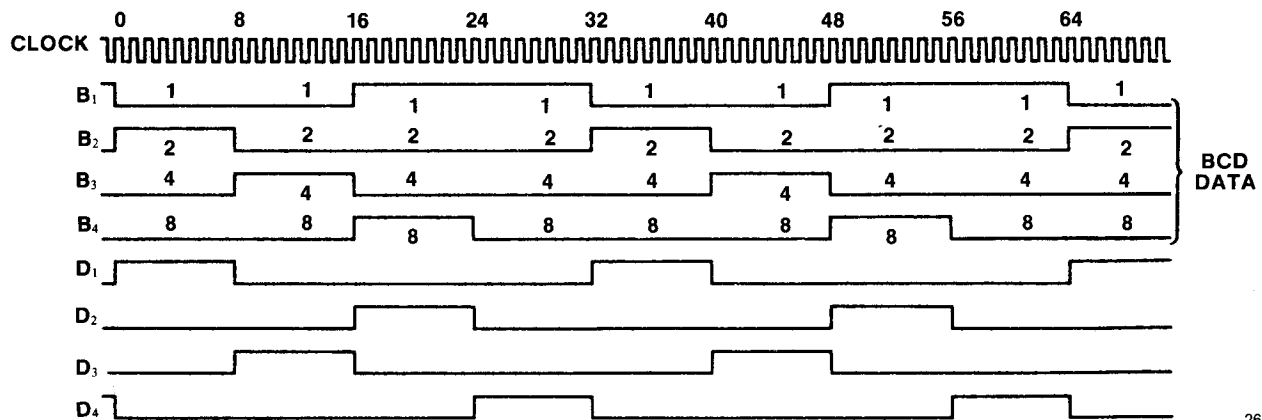 0 8 16 24 32 40 48 56 64
CLOCK
B₁ 1 1 1 1 1 1 1 1 1
B₂ 2 2 2 2 2 2 2 2 2
B₃ 4 4 4 4 4 4 4 4 4
B₄ 8 8 8 8 8 8 8 8 8
BCD
DATA
D₁
D₂
D₃
D₄
26